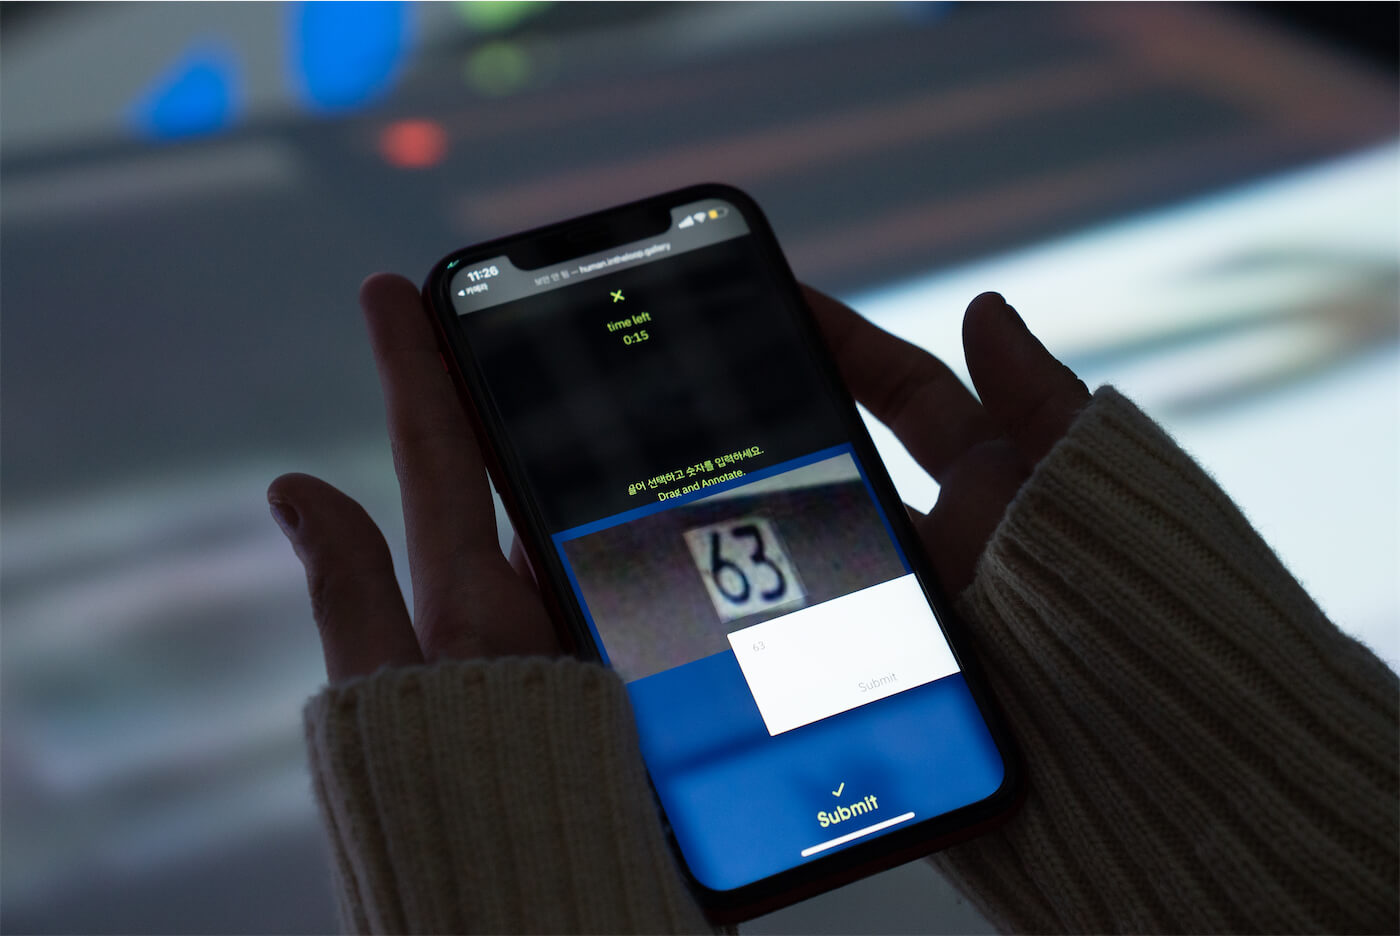 11:26
◀ 카메라
보안 안 됨 — human.intheloop.gallery
time left
0:15
끌어 선택하고 숫자를 입력하세요.
Drag and Annotate.
63
63
Submit
Submit